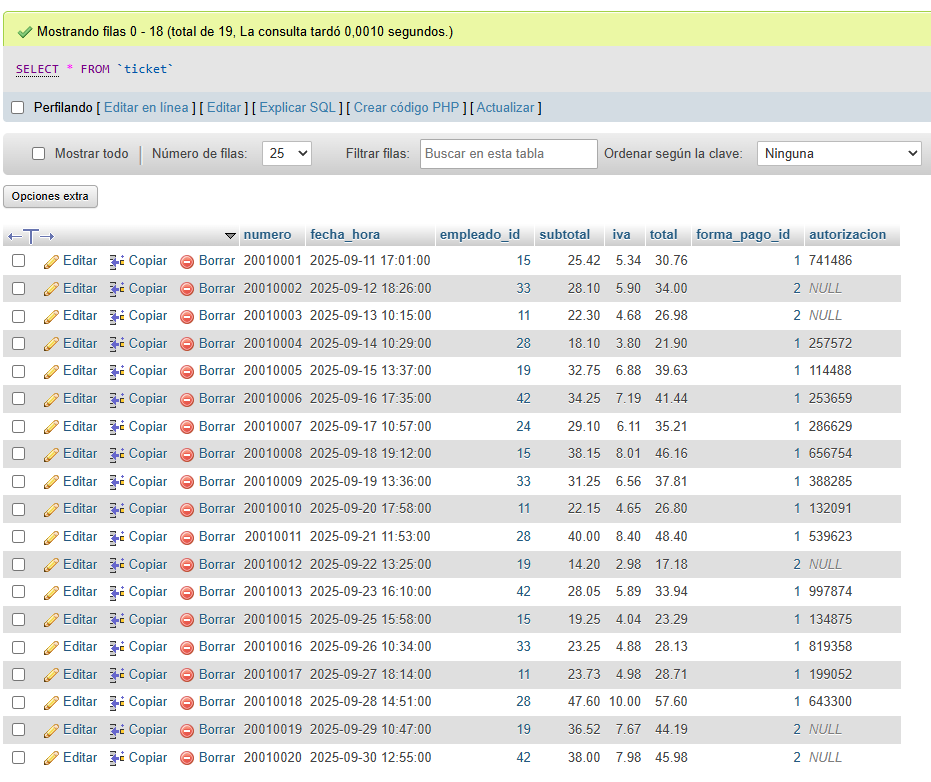 Mostrando filas 0 - 18 (total de 19, La consulta tardó 0,0010 segundos.)
SELECT * FROM `ticket`
Perfilando [ Editar en línea ] [ Editar ] [ Explicar SQL ] [ Crear código PHP ] [ Actualizar ]
Mostrar todo | Número de filas: 25 Filtrar filas: Buscar en esta tabla Ordenar según la clave: Ninguna
Opciones extra
←T→ numero fecha_hora empleado_id subtotal iva total forma_pago_id autorizacion
Editar Copiar Borrar 20010001 2025-09-11 17:01:00 15 25.42 5.34 30.76 1 741486
Editar Copiar Borrar 20010002 2025-09-12 18:26:00 33 28.10 5.90 34.00 2 NULL
Editar Copiar Borrar 20010003 2025-09-13 10:15:00 11 22.30 4.68 26.98 2 NULL
Editar Copiar Borrar 20010004 2025-09-14 10:29:00 28 18.10 3.80 21.90 1 257572
Editar Copiar Borrar 20010005 2025-09-15 13:37:00 19 32.75 6.88 39.63 1 114488
Editar Copiar Borrar 20010006 2025-09-16 17:35:00 42 34.25 7.19 41.44 1 253659
Editar Copiar Borrar 20010007 2025-09-17 10:57:00 24 29.10 6.11 35.21 1 286629
Editar Copiar Borrar 20010008 2025-09-18 19:12:00 15 38.15 8.01 46.16 1 656754
Editar Copiar Borrar 20010009 2025-09-19 13:36:00 33 31.25 6.56 37.81 1 388285
Editar Copiar Borrar 20010010 2025-09-20 17:58:00 11 22.15 4.65 26.80 1 132091
Editar Copiar Borrar 20010011 2025-09-21 11:53:00 28 40.00 8.40 48.40 1 539623
Editar Copiar Borrar 20010012 2025-09-22 13:25:00 19 14.20 2.98 17.18 2 NULL
Editar Copiar Borrar 20010013 2025-09-23 16:10:00 42 28.05 5.89 33.94 1 997874
Editar Copiar Borrar 20010015 2025-09-25 15:58:00 15 19.25 4.04 23.29 1 134875
Editar Copiar Borrar 20010016 2025-09-26 10:34:00 33 23.25 4.88 28.13 1 819358
Editar Copiar Borrar 20010017 2025-09-27 18:14:00 11 23.73 4.98 28.71 1 199052
Editar Copiar Borrar 20010018 2025-09-28 14:51:00 28 47.60 10.00 57.60 1 643300
Editar Copiar Borrar 20010019 2025-09-29 10:47:00 19 36.52 7.67 44.19 2 NULL
Editar Copiar Borrar 20010020 2025-09-30 12:55:00 42 38.00 7.98 45.98 2 NULL